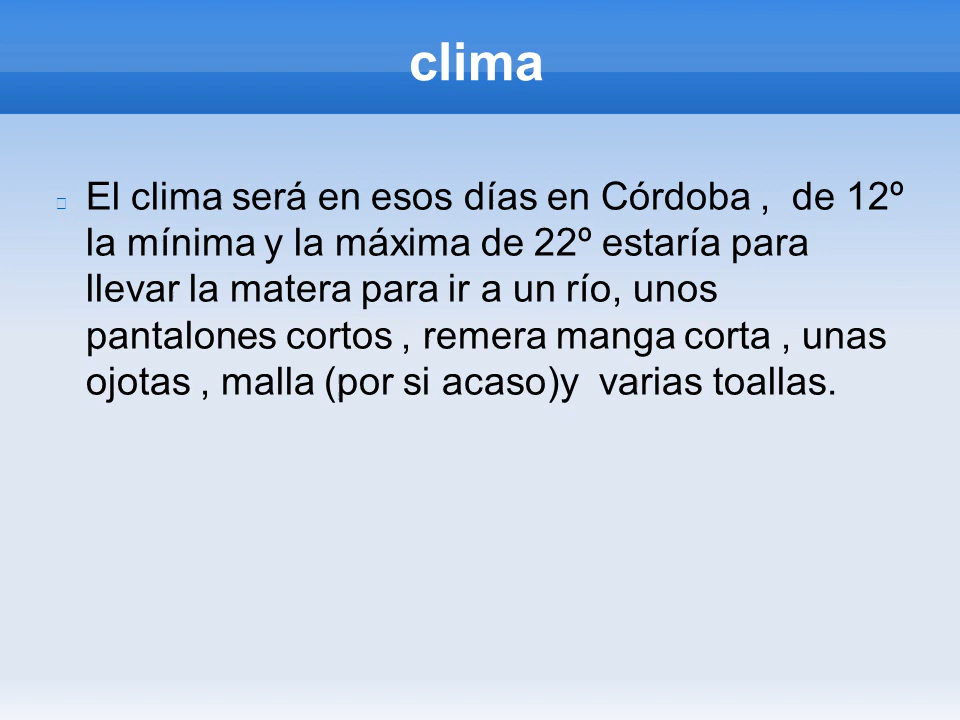 clima
El clima será en esos días en Córdoba , de 12º
la mínima y la máxima de 22º estaría para
llevar la matera para ir a un río, unos
pantalones cortos , remera manga corta , unas
ojotas , malla (por si acaso)y varias toallas.